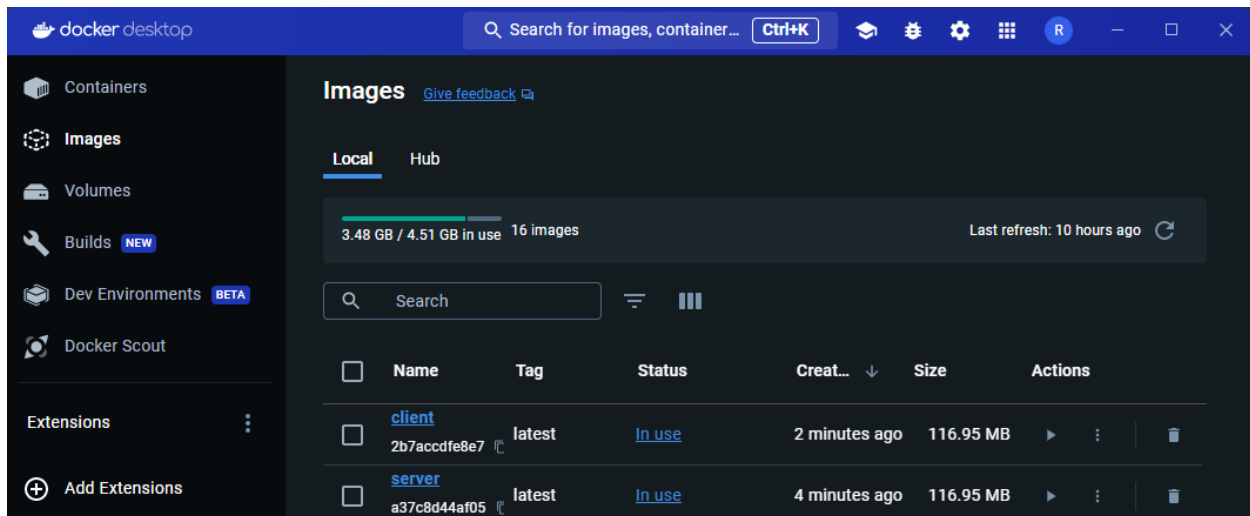 docker desktop
Search for images, container... Ctrl+K
R
Containers
Images
Volumes
Builds NEW
Dev Environments BETA
Docker Scout
Extensions
Add Extensions
Images Give feedback
Local Hub
3.48 GB / 4.51 GB in use 16 images Last refresh: 10 hours ago
Search
Name Tag Status Creat... Size Actions
client
2b7accdfe8e7 latest In use 2 minutes ago 116.95 MB
server
a37c8d44af05 latest In use 4 minutes ago 116.95 MB